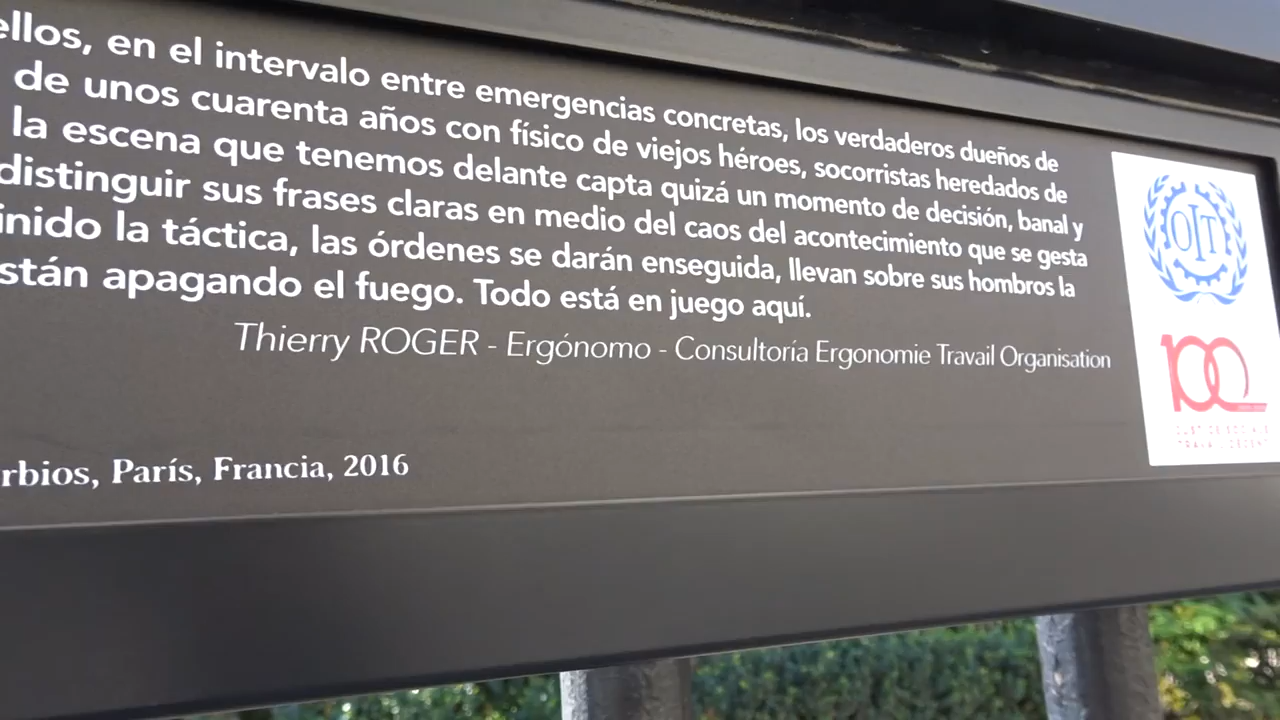 ellos, en el intervalo entre emergencias concretas, los verdaderos dueños de
de unos cuarenta años con físico de viejos héroes, socorristas heredados de
la escena que tenemos delante capta quizá un momento de decisión, banal y
distinguir sus frases claras en medio del caos del acontecimiento que se gesta
inido la táctica, las órdenes se darán enseguida, llevan sobre sus hombros la
stán apagando el fuego. Todo está en juego aquí.
Thierry ROGER - Ergónomo - Consultoría Ergonomie Travail Organisation
rbios, París, Francia, 2016
OIT
100